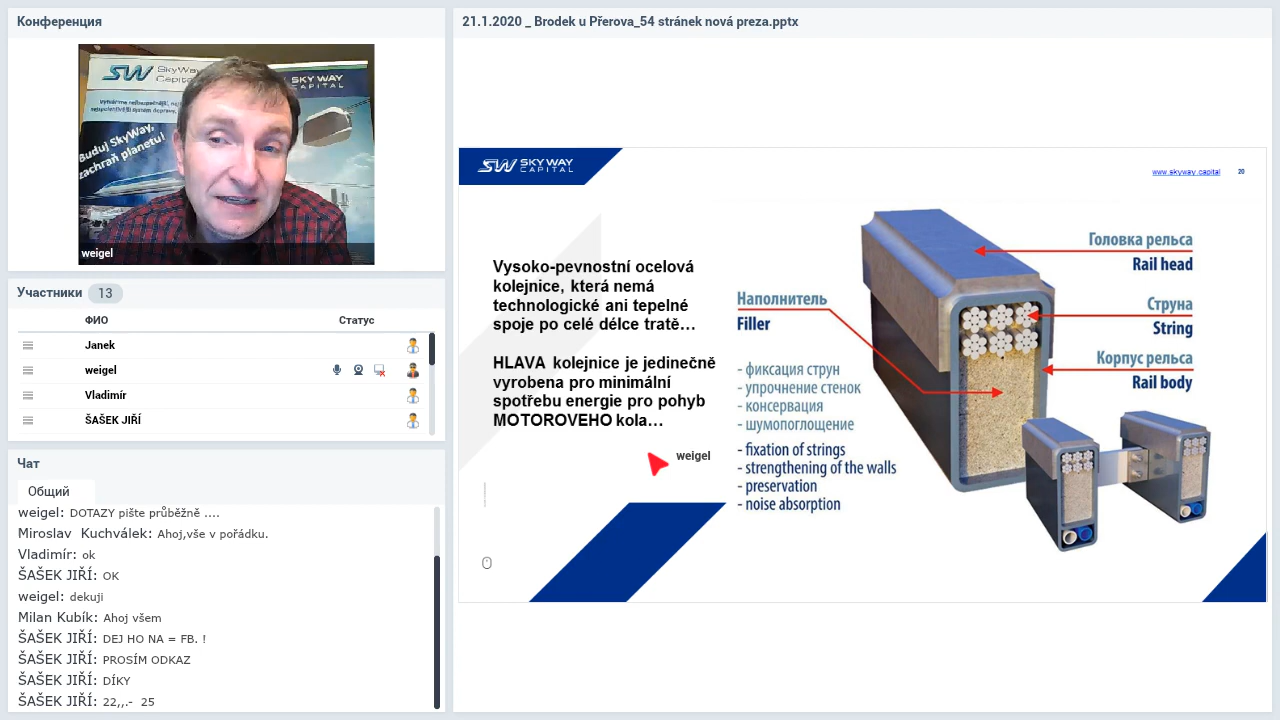 Конференция
SW SkyWay Capital
SKY WAY CAPITAL
Buduj SkyWay,
zachraň planetu!
weigel
Участники 13
ФИО Статус
Janek
weigel
Vladimír
ŠAŠEK JIŘÍ
Чат
Общий
weigel: DOTAZY pište průběžně ....
Miroslav Kuchválek: Ahoj,vše v pořádku.
Vladimír: ok
ŠAŠEK JIŘÍ: OK
weigel: dekuji
Milan Kubík: Ahoj všem
ŠAŠEK JIŘÍ: DEJ HO NA = FB. !
ŠAŠEK JIŘÍ: PROSÍM ODKAZ
ŠAŠEK JIŘÍ: DÍKY
ŠAŠEK JIŘÍ: 22,,.- 25
21.1.2020 _ Brodek u Přerova_54 stránek nová preza.pptx
SW SKY WAY
CAPITAL
www.skyway.capital 20
Vysoko-pevnostní ocelová
kolejnice, která nemá
technologické ani tepelné
spoje po celé délce tratě…
HLAVA kolejnice je jedinečně
vyrobena pro minimální
spotřebu energie pro pohyb
MOTOROVEHO kola…
weigel
Наполнитель
Filler
- фиксация струн
- упрочнение стенок
- консервация
- шумопоглощение
- fixation of strings
- strengthening of the walls
- preservation
- noise absorption
Головка рельса
Rail head
Струна
String
Корпус рельса
Rail body